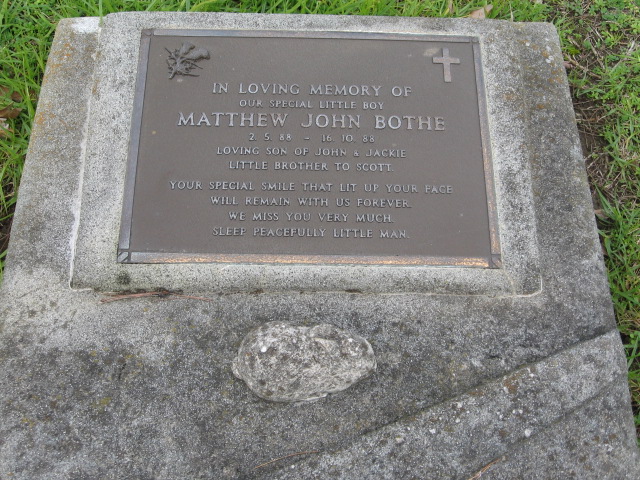 IN LOVING MEMORY OF
OUR SPECIAL LITTLE BOY
MATTHEW JOHN BOTHE
2. 5. 88 - 16. 10. 88
LOVING SON OF JOHN & JACKIE
LITTLE BROTHER TO SCOTT.
YOUR SPECIAL SMILE THAT LIT UP YOUR FACE
WILL REMAIN WITH US FOREVER.
WE MISS YOU VERY MUCH.
SLEEP PEACEFULLY LITTLE MAN.